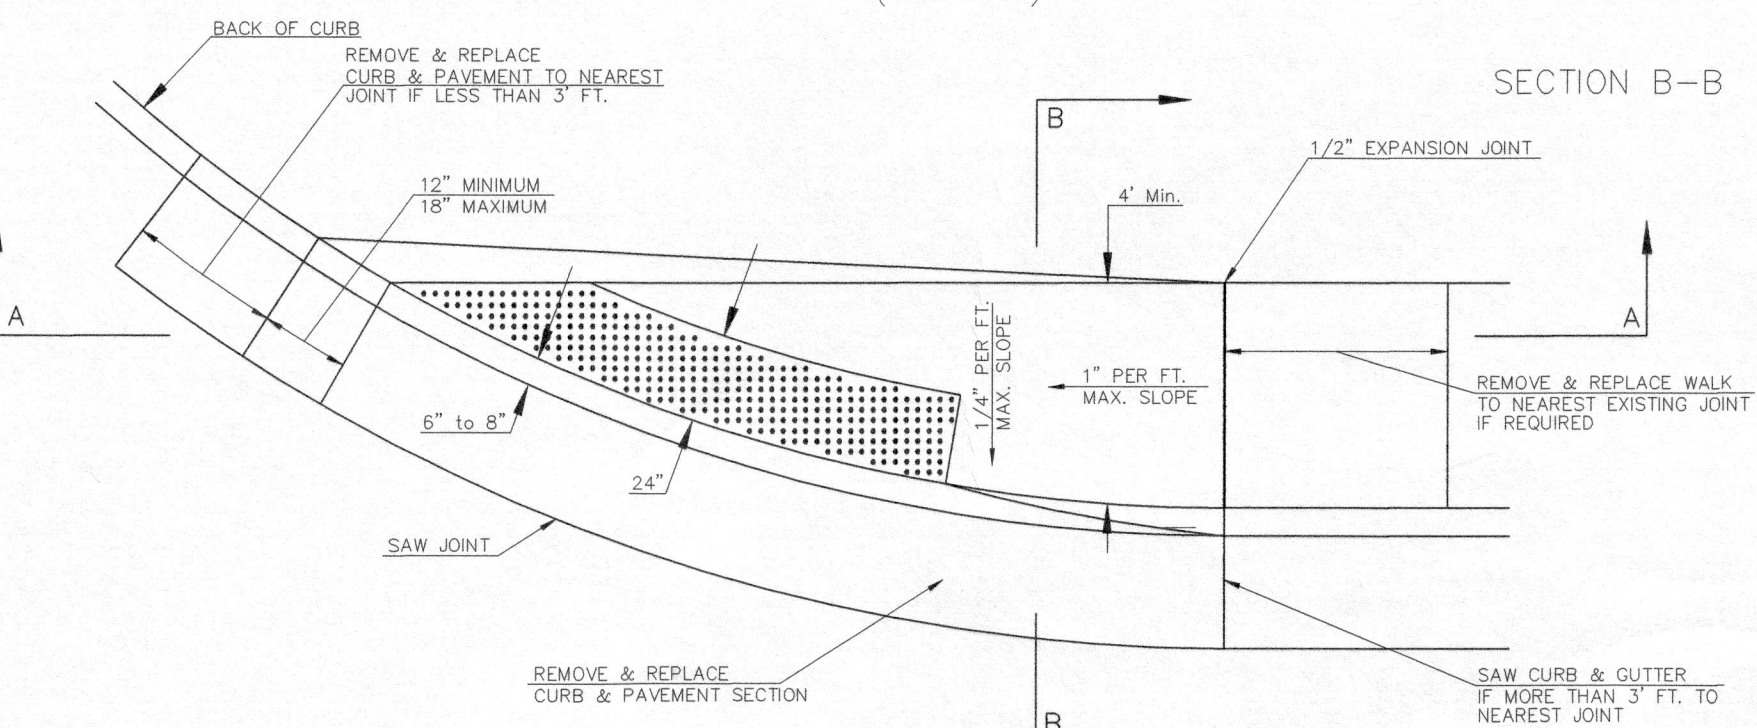 BACK OF CURB
REMOVE & REPLACE
CURB & PAVEMENT TO NEAREST
JOINT IF LESS THAN 3' FT.
SECTION B-B
B
1/2" EXPANSION JOINT
12" MINIMUM
18" MAXIMUM
4' Min.
A
A
1/4" PER FT.
MAX. SLOPE
1" PER FT.
MAX. SLOPE
REMOVE & REPLACE WALK
TO NEAREST EXISTING JOINT
IF REQUIRED
6" to 8"
24"
SAW JOINT
REMOVE & REPLACE
CURB & PAVEMENT SECTION
SAW CURB & GUTTER
IF MORE THAN 3' FT. TO
NEAREST JOINT
B